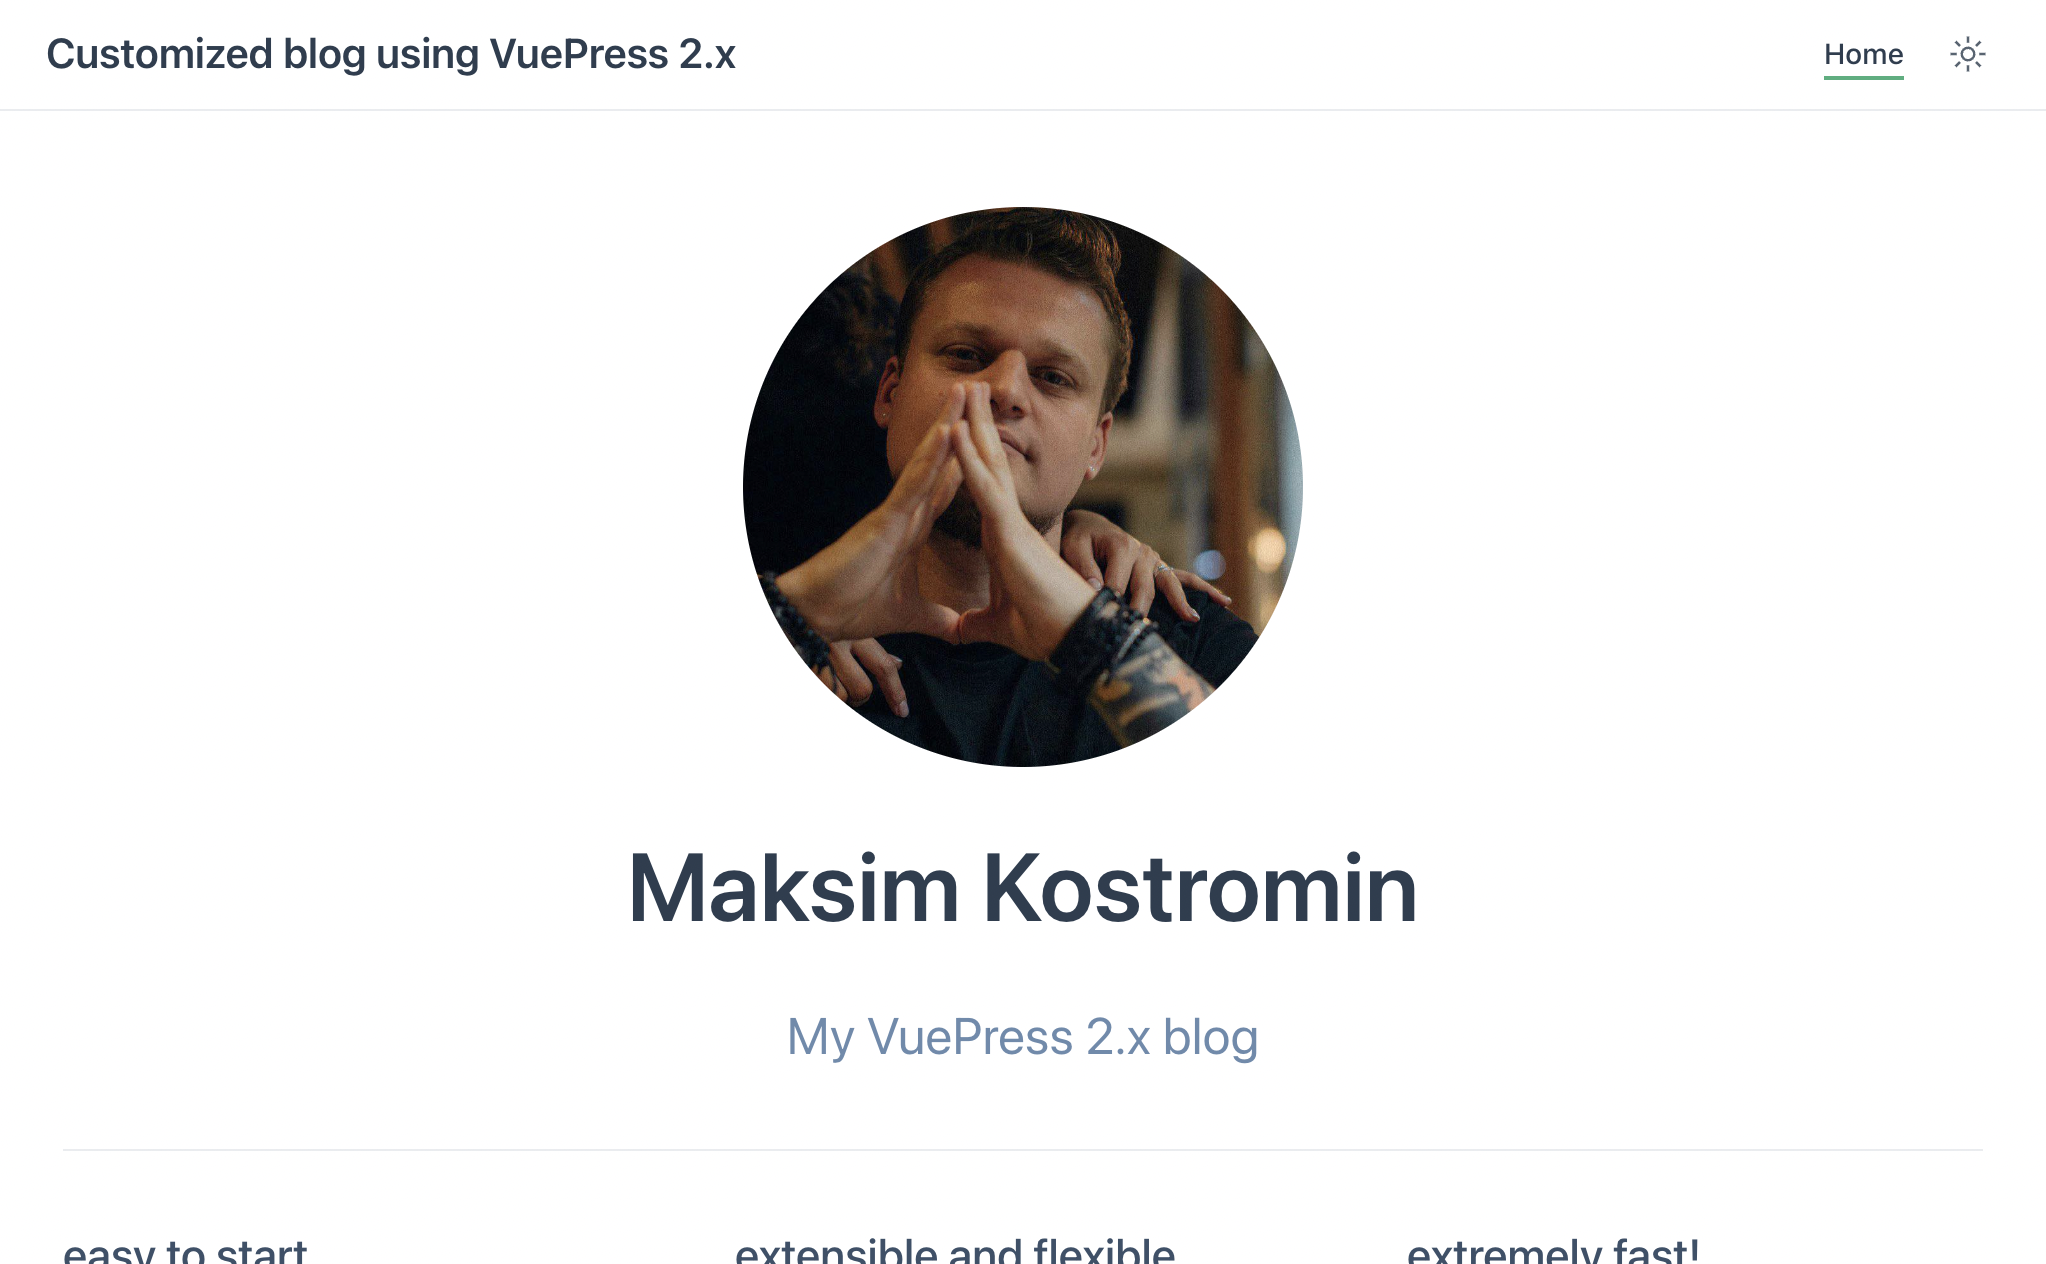 Customized blog using VuePress 2.x
Home
Maksim Kostromin
My VuePress 2.x blog
easy to start
extensible and flexible
extremely fast!